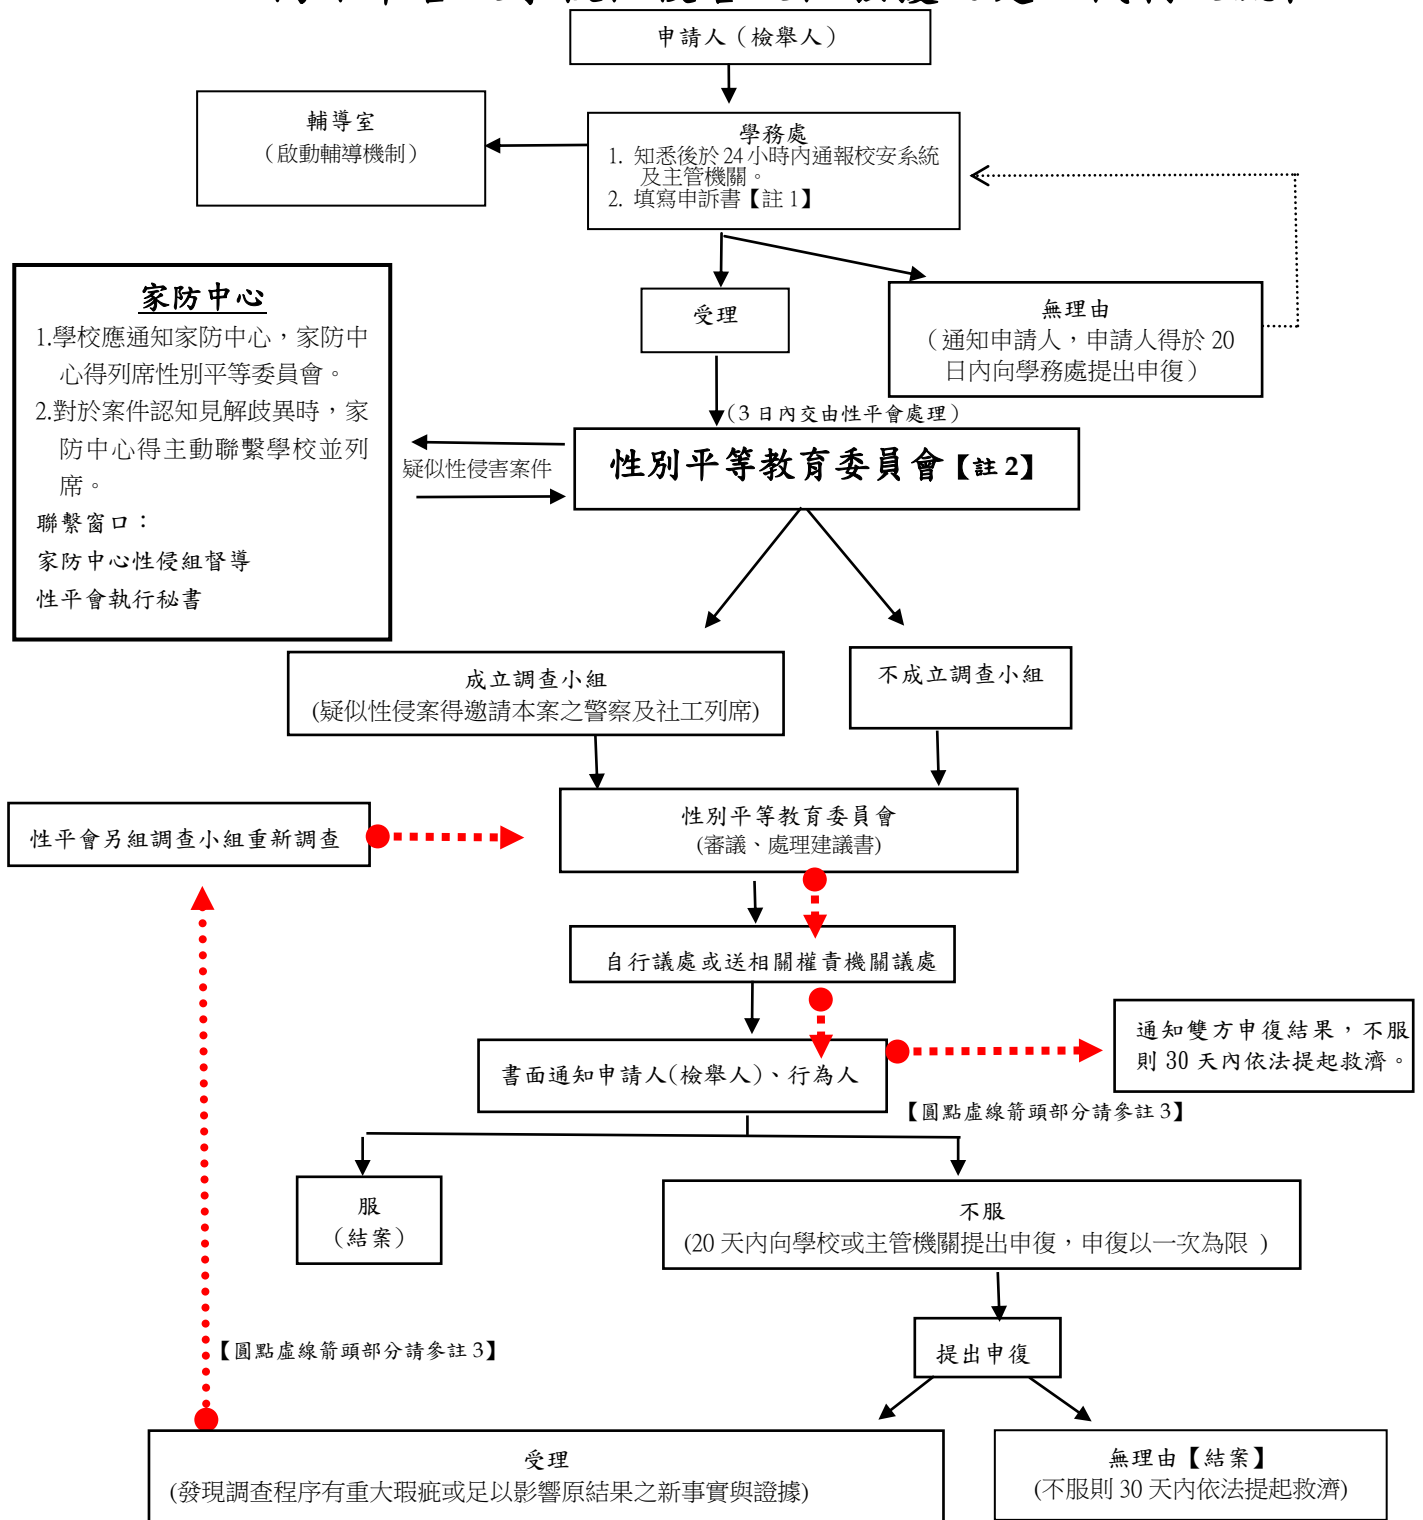 申請人（檢舉人）
輔導室
（啟動輔導機制）
學務處
1. 知悉後於 24 小時內通報校安系統
及主管機關。
2. 填寫申訴書【註 1】
受理
無理由
（通知申請人，申請人得於 20
日內向學務處提出申復）
家防中心
1.學校應通知家防中心，家防中
心得列席性別平等委員會。
2.對於案件認知見解歧異時，家
防中心得主動聯繫學校並列
席。
聯繫窗口：
家防中心性侵組督導
性平會執行秘書
（3 日內交由性平會處理）
疑似性侵害案件
性別平等教育委員會【註 2】
成立調查小組
(疑似性侵案得邀請本案之警察及社工列席)
不成立調查小組
性平會另組調查小組重新調查
性別平等教育委員會
(審議、處理建議書)
自行議處或送相關權責機關議處
書面通知申請人(檢舉人)、行為人
通知雙方申復結果，不服
則 30 天內依法提起救濟。
【圓點虛線箭頭部分請參註 3】
服
（結案）
不服
(20 天內向學校或主管機關提出申復，申復以一次為限 )
【圓點虛線箭頭部分請參註 3】
提出申復
受理
(發現調查程序有重大瑕疵或足以影響原結果之新事實與證據)
無理由【結案】
(不服則 30 天內依法提起救濟)